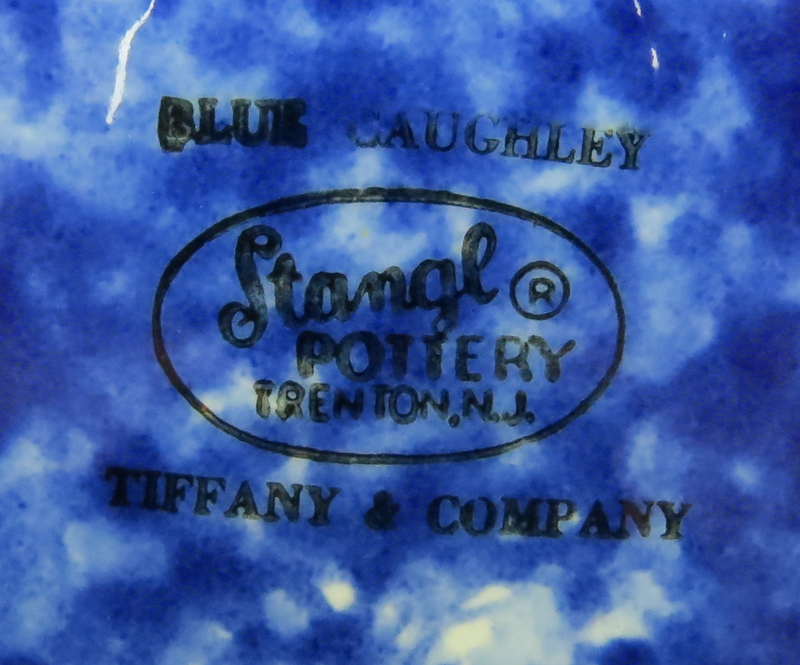 BLUE CAUGHLEY
Stangl ®
POTTERY
TRENTON, N.J.
TIFFANY & COMPANY